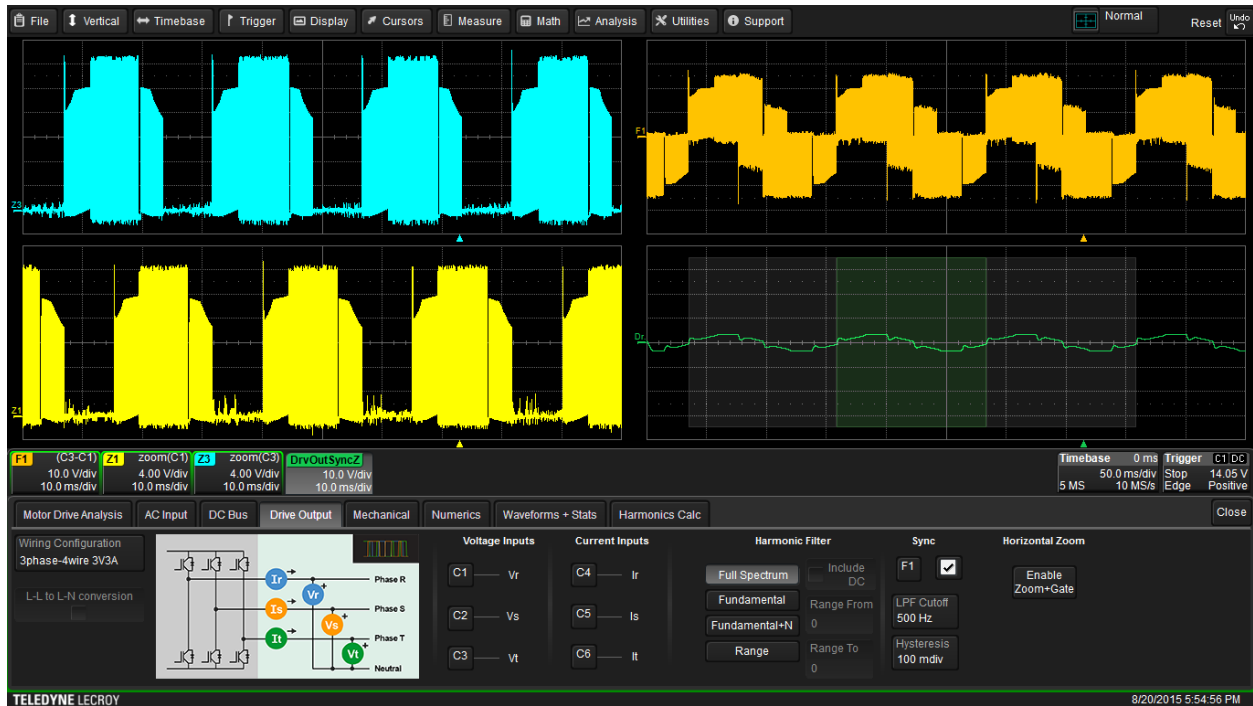 File Vertical Timebase Trigger Display Cursors Measure Math Analysis Utilities Support Normal Reset Undo
F1
Z3
Dr
Z1
F1 (C3-C1) Z1 zoom(C1) Z3 zoom(C3) DrvOutSyncZ Timebase 0 ms Trigger C1 DC
10.0 V/div 4.00 V/div 4.00 V/div 10.0 V/div 50.0 ms/div Stop 14.05 V
10.0 ms/div 10.0 ms/div 10.0 ms/div 10.0 ms/div 5 MS 10 MS/s Edge Positive
Motor Drive Analysis AC Input DC Bus Drive Output Mechanical Numerics Waveforms + Stats Harmonics Calc Close
Wiring Configuration
3phase-4wire 3V3A
L-L to L-N conversion
Ir
Phase R
Vr
Is
Phase S
Vs
It
Phase T
Vt
Neutral
Voltage Inputs
C1 Vr
C2 Vs
C3 Vt
Current Inputs
C4 Ir
C5 Is
C6 It
Harmonic Filter
Full Spectrum
Fundamental
Fundamental+N
Range
Include DC
Range From
0
Range To
0
Sync
F1
LPF Cutoff
500 Hz
Hysteresis
100 mdiv
Horizontal Zoom
Enable
Zoom+Gate
TELEDYNE LECROY 8/20/2015 5:54:56 PM